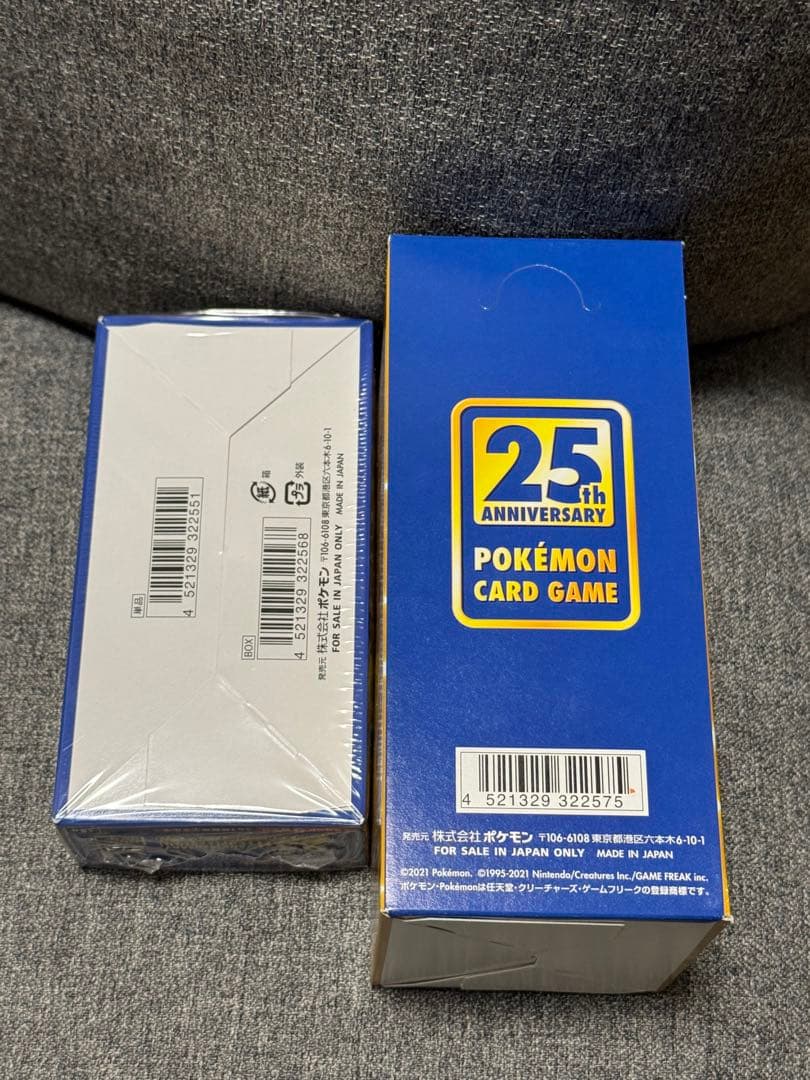 単品
4 521329 322551
紙 箱
プラ 外装
BOX
4 521329 322568
発売元 株式会社ポケモン 〒106-6108 東京都港区六本木6-10-1
FOR SALE IN JAPAN ONLY MADE IN JAPAN
25th
ANNIVERSARY
POKÉMON
CARD GAME
4 521329 322575
発売元 株式会社ポケモン 〒106-6108 東京都港区六本木6-10-1
FOR SALE IN JAPAN ONLY MADE IN JAPAN
©2021 Pokémon. ©1995-2021 Nintendo/Creatures Inc./GAME FREAK inc.
ポケモン・Pokémonは任天堂・クリーチャーズ・ゲームフリークの登録商標です。